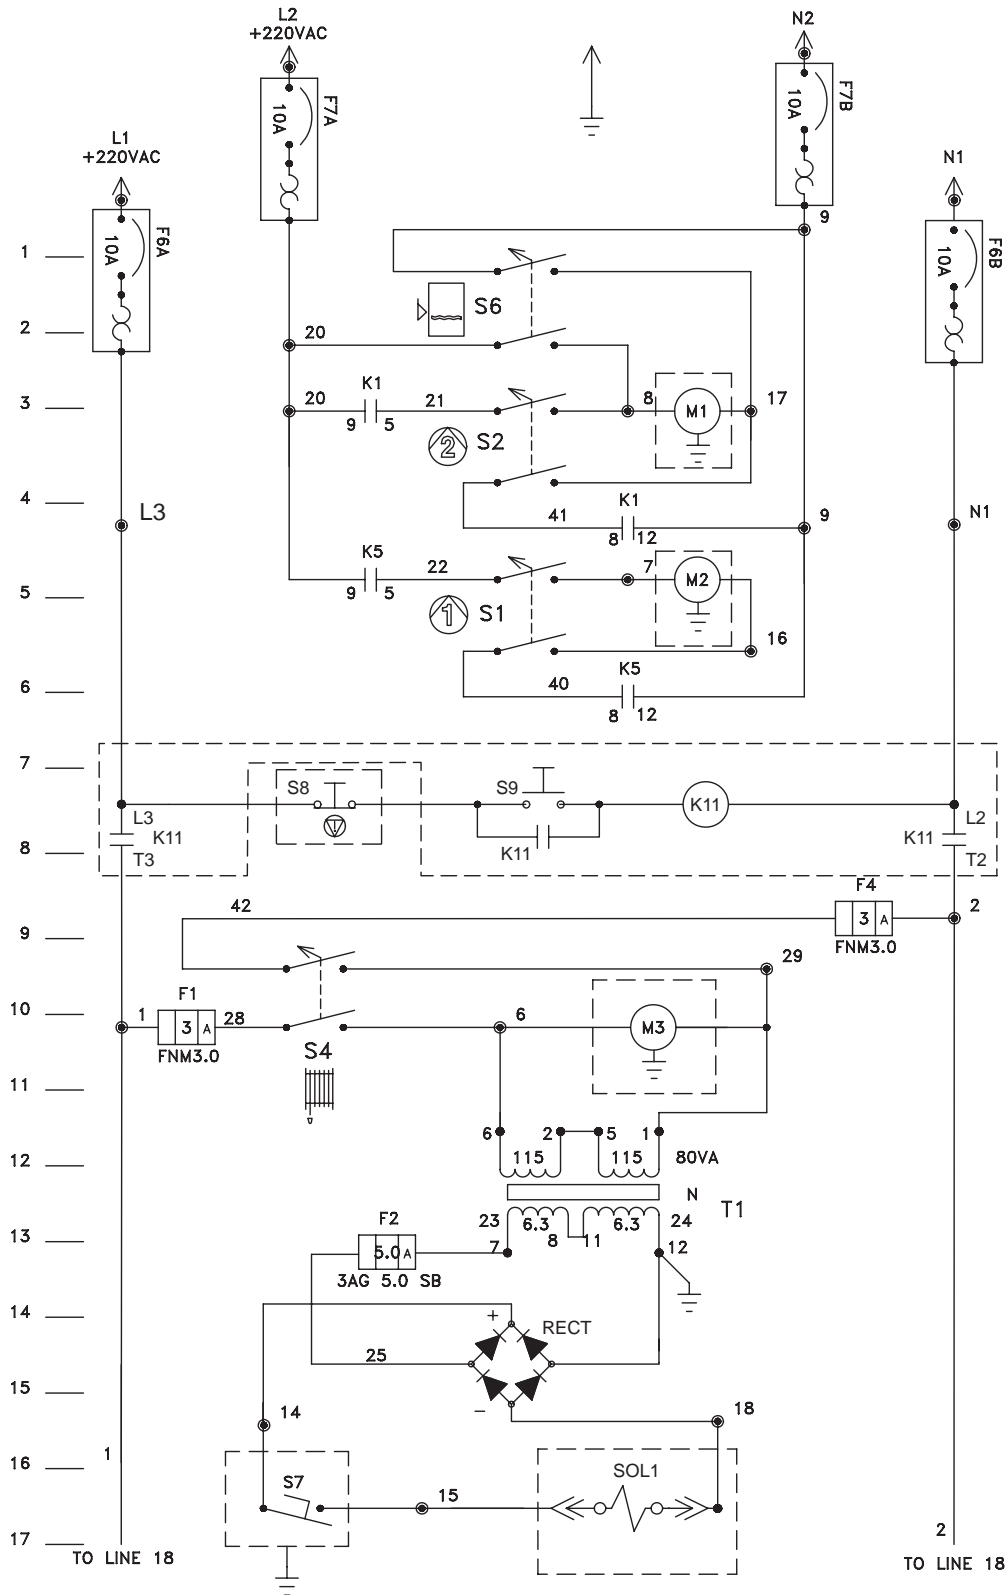 L2
+220VAC
N2
F7A
10A
F7B
10A
L1
+220VAC
N1
F6A
10A
9
F6B
10A
1
S6
2
20
3
20
K1
21
8
M1
17
9 5
2
S2
4
L3
K1
41
9
N1
8 12
K5
22
7
M2
9 5
5
1
S1
16
6
40
K5
8 12
7
S8
S9
K11
L3
L2
K11
K11
K11
8
T3
T2
F4
42
3 A
2
9
FNM3.0
29
F1
10
1
3 A
28
6
M3
FNM3.0
S4
11
6 2 5 1
12
115 115 80VA
N
T1
23 6.3 6.3 24
F2
13
8 11
7 12
5.0 A
3AG 5.0 SB
14
+
RECT
25
15
-
14
18
1
16
S7
SOL1
15
17
2
TO LINE 18
TO LINE 18